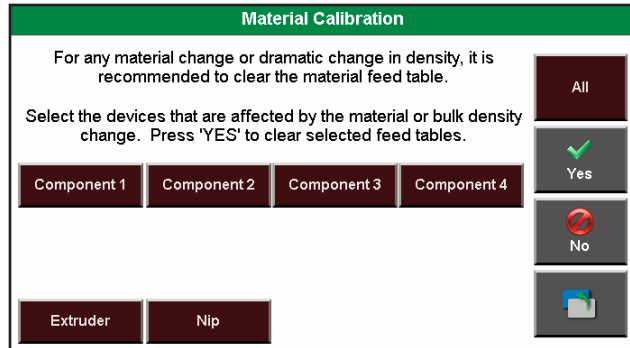 Material Calibration
For any material change or dramatic change in density, it is
recommended to clear the material feed table.
Select the devices that are affected by the material or bulk density
change.  Press 'YES' to clear selected feed tables.
All
Yes
No
Component 1
Component 2
Component 3
Component 4
Extruder
Nip